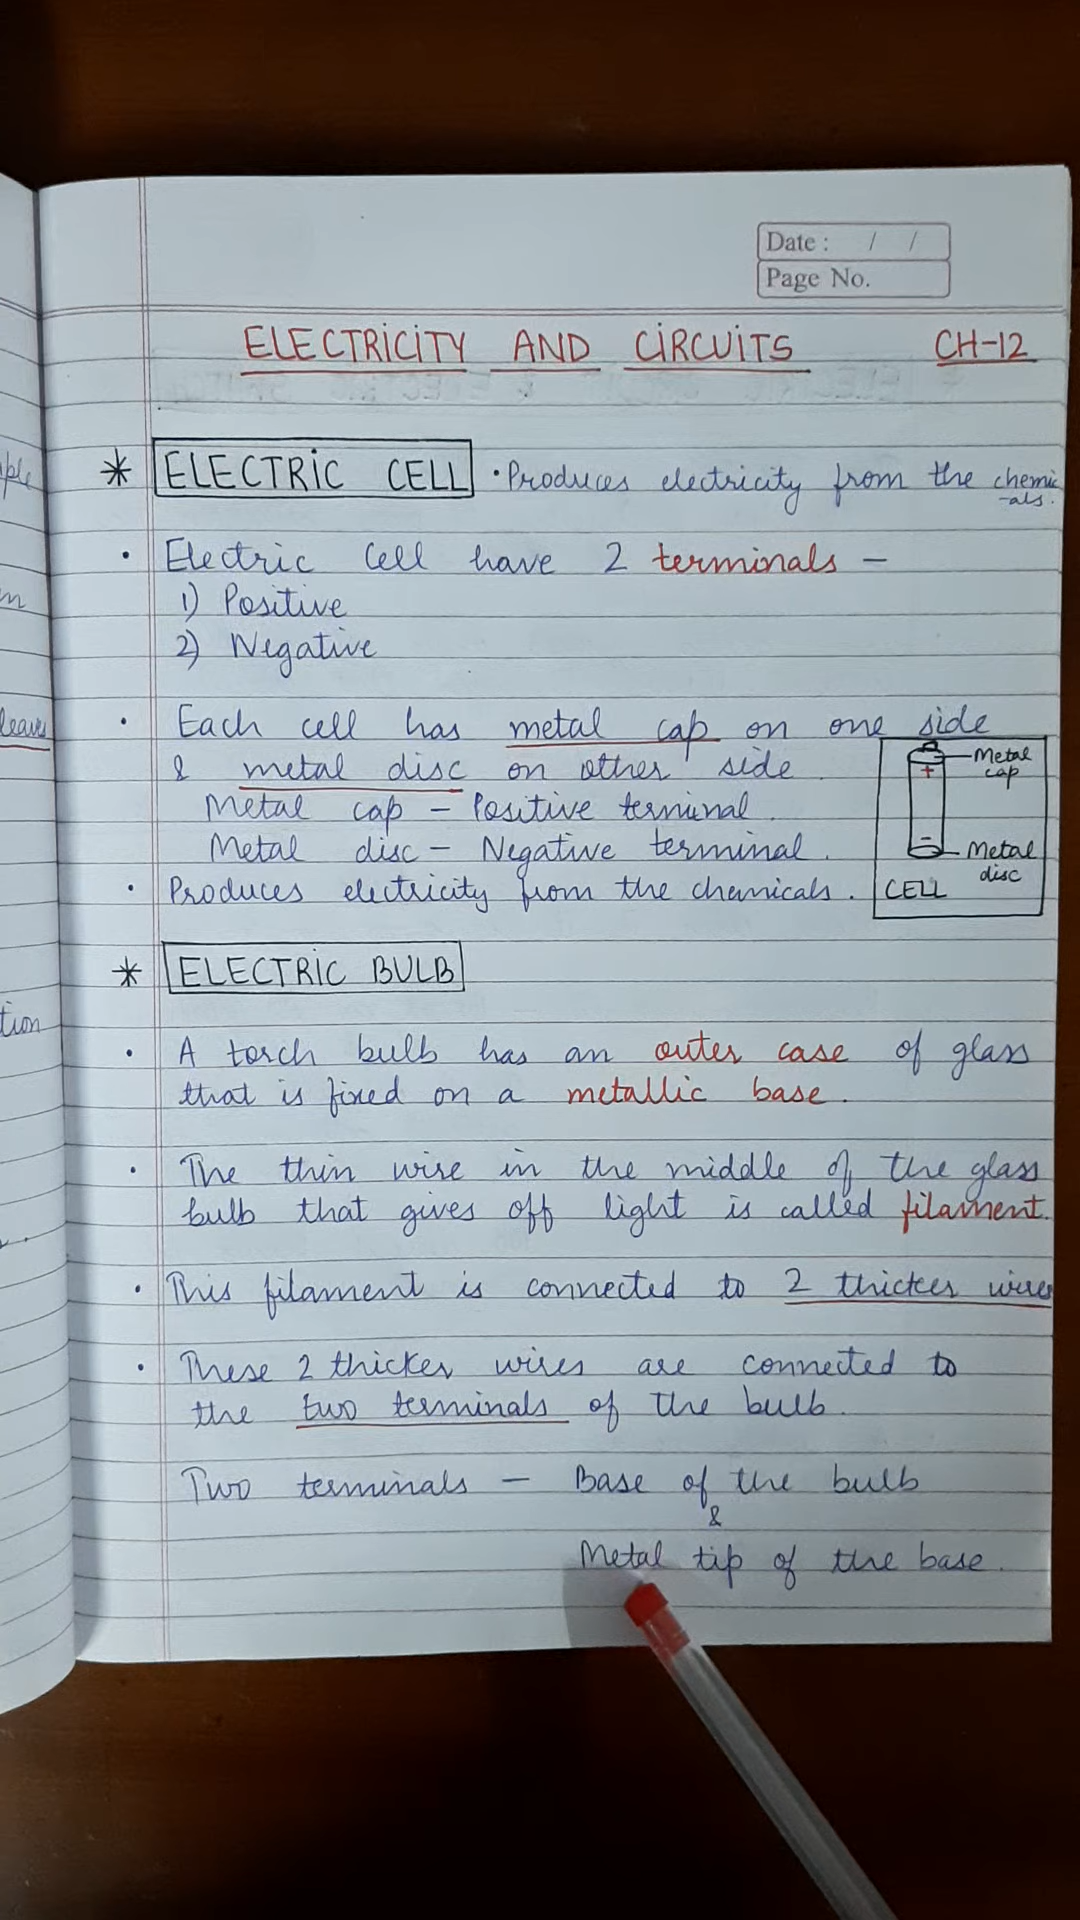 Date : / /
Page No.
ELECTRICITY AND CIRCUITS CH-12
* ELECTRIC CELL • Produces electricity from the chemic
-als.
• Electric cell have 2 terminals –
1) Positive
2) Negative
• Each cell has metal cap on one side
& metal disc on other side.
Metal cap – Positive terminal.
Metal disc – Negative terminal.
• Produces electricity from the chemicals.
Metal
cap
+
-
Metal
disc
CELL
* ELECTRIC BULB
• A torch bulb has an outer case of glass
that is fixed on a metallic base.
• The thin wire in the middle of the glass
bulb that gives off light is called filament.
• This filament is connected to 2 thicker wires
• These 2 thicker wires are connected to
the two terminals of the bulb.
Two terminals – Base of the bulb
&
Metal tip of the base.
leaves
tion